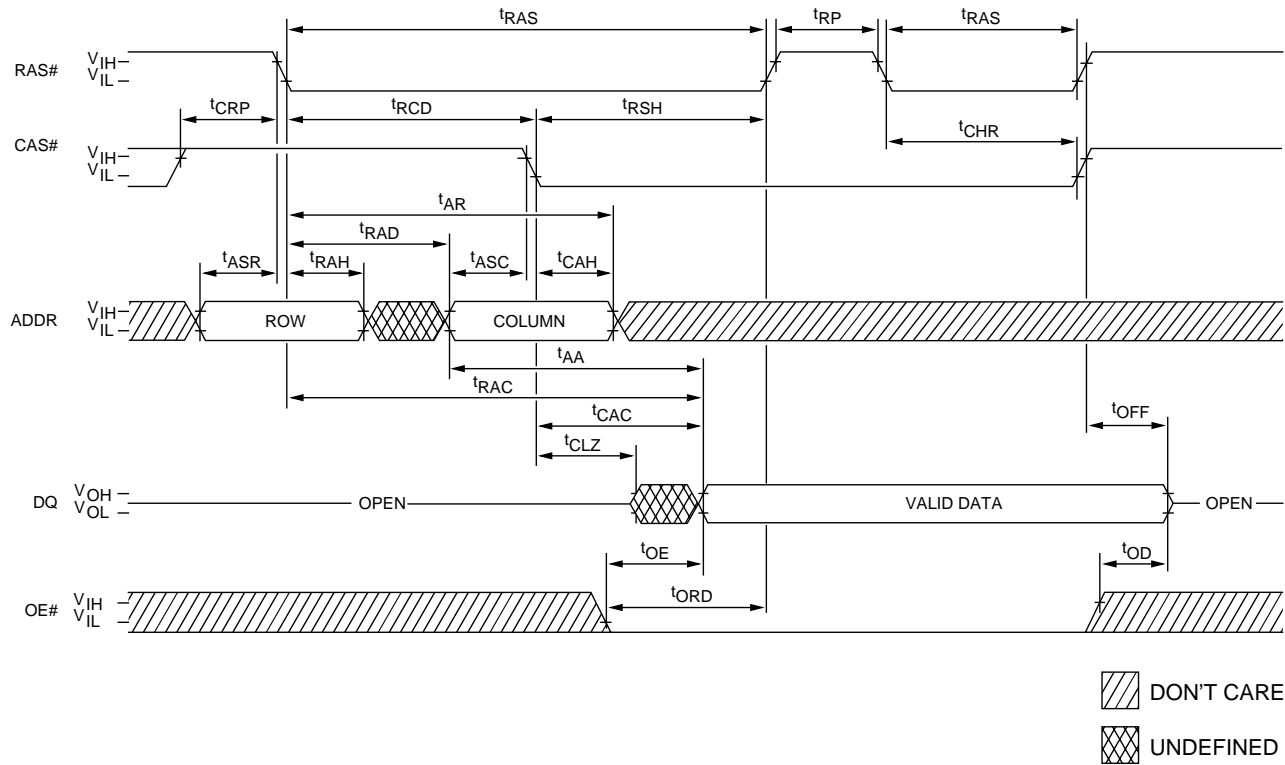 tRAS tRP tRAS
RAS# VIH
VIL
tCRP tRCD tRSH
tCHR
CAS# VIH
VIL
tAR
tRAD
tASR tRAH tASC tCAH
ADDR VIH
VIL
ROW COLUMN
tAA
tRAC
tCAC
tOFF
tCLZ
DQ VOH
VOL
OPEN VALID DATA OPEN
tOE tOD
tORD
OE# VIH
VIL
DON'T CARE
UNDEFINED